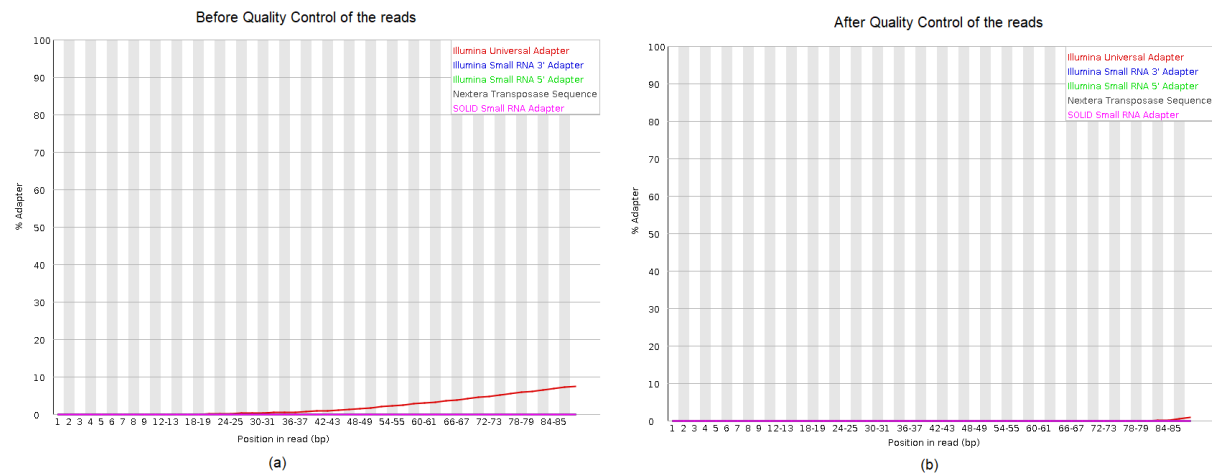 Before Quality Control of the reads
100
90
80
70
60
50
40
30
20
10
0
% Adapter
Illumina Universal Adapter
Illumina Small RNA 3' Adapter
Illumina Small RNA 5' Adapter
Nextera Transposase Sequence
SOLID Small RNA Adapter
1 2 3 4 5 6 7 8 9 12-13 18-19 24-25 30-31 36-37 42-43 48-49 54-55 60-61 66-67 72-73 78-79 84-85
Position in read (bp)
(a)
After Quality Control of the reads
100
90
80
70
60
50
40
30
20
10
0
% Adapter
Illumina Universal Adapter
Illumina Small RNA 3' Adapter
Illumina Small RNA 5' Adapter
Nextera Transposase Sequence
SOLID Small RNA Adapter
1 2 3 4 5 6 7 8 9 12-13 18-19 24-25 30-31 36-37 42-43 48-49 54-55 60-61 66-67 72-73 78-79 84-85
Position in read (bp)
(b)